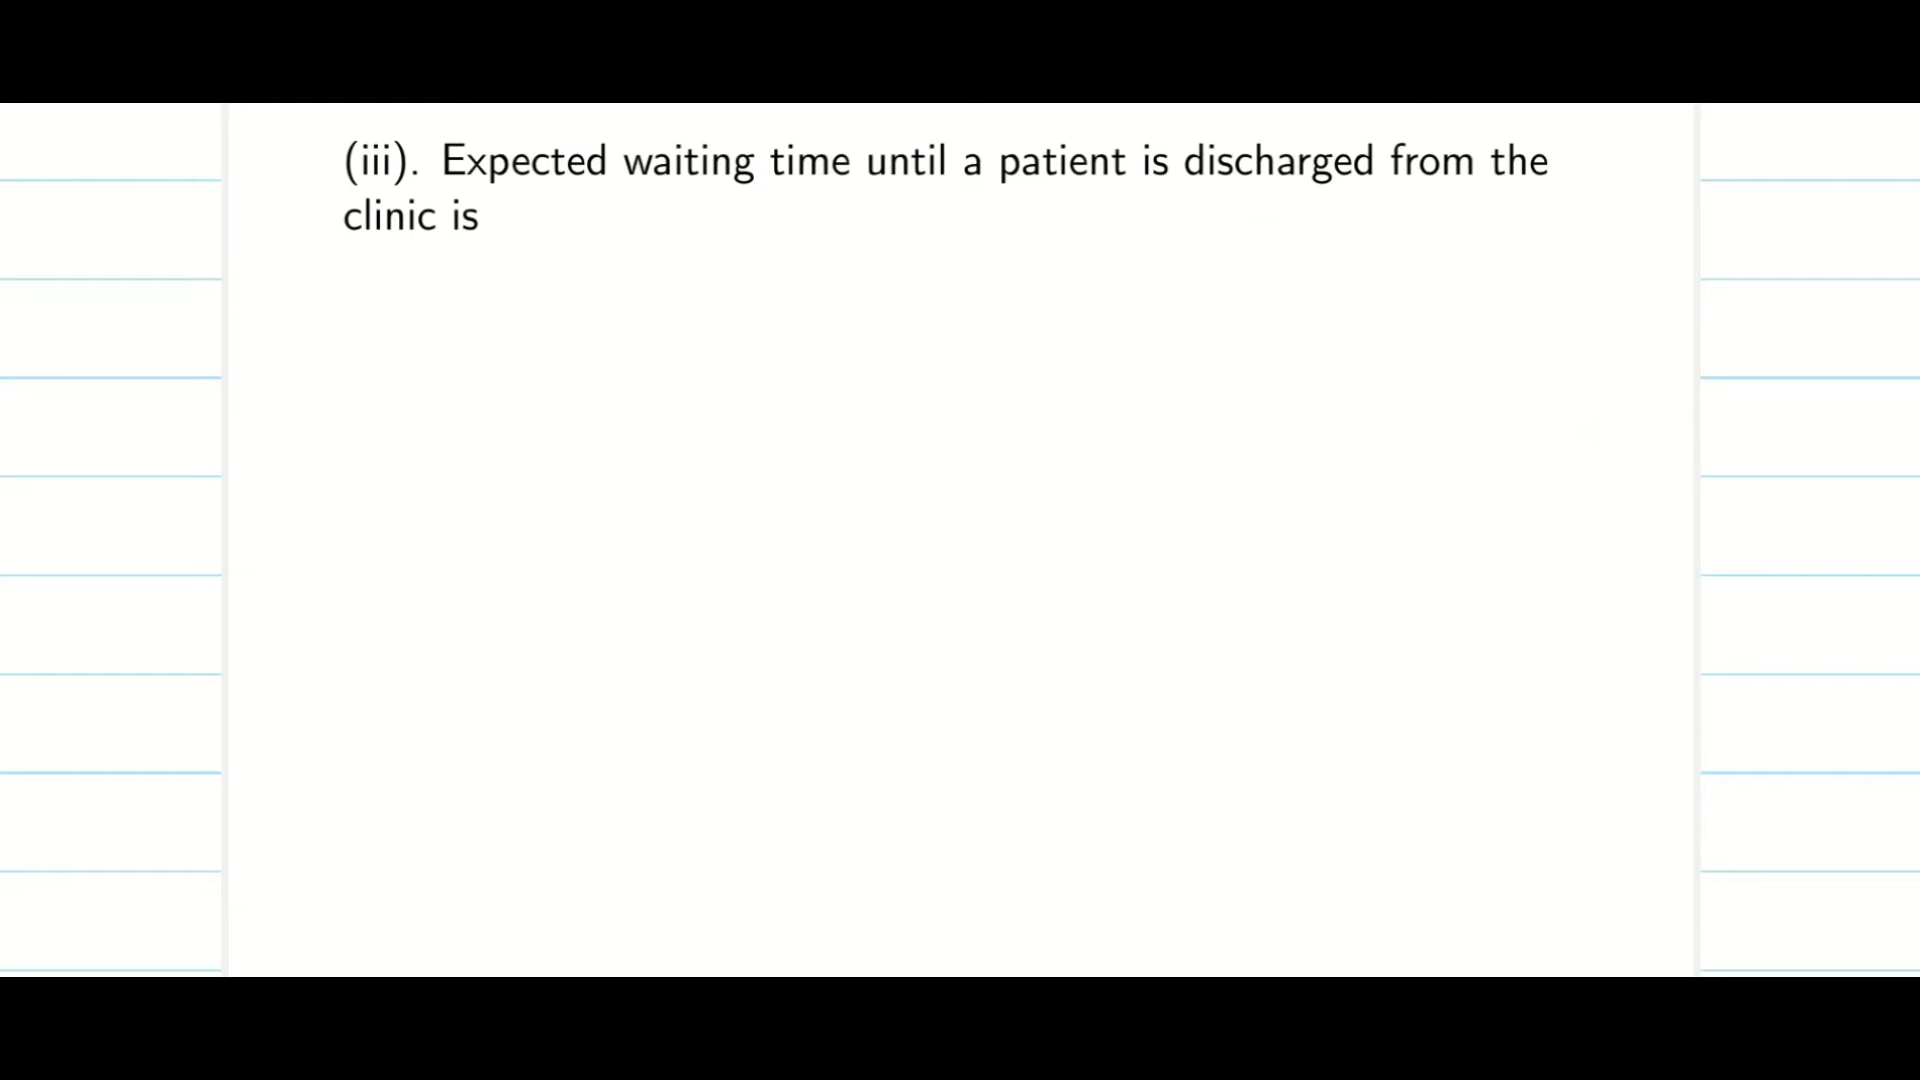 (iii). Expected waiting time until a patient is discharged from the
clinic is